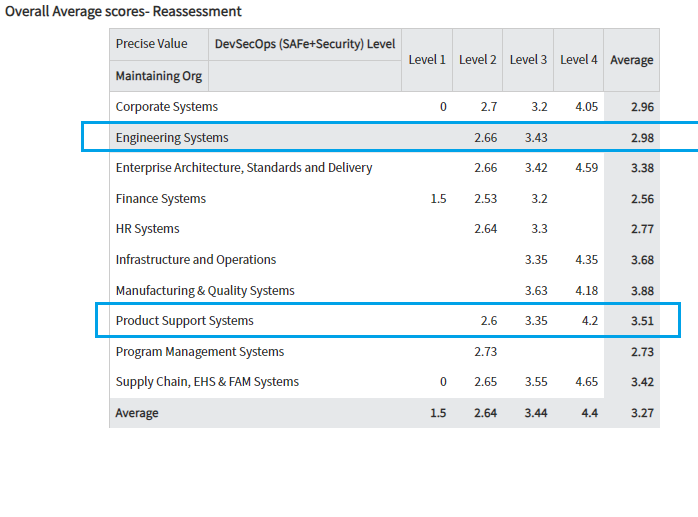 Overall Average scores- Reassessment
Precise Value DevSecOps (SAFe+Security) Level Level 1 Level 2 Level 3 Level 4 Average
Maintaining Org
Corporate Systems 0 2.7 3.2 4.05 2.96
Engineering Systems 2.66 3.43 2.98
Enterprise Architecture, Standards and Delivery 2.66 3.42 4.59 3.38
Finance Systems 1.5 2.53 3.2 2.56
HR Systems 2.64 3.3 2.77
Infrastructure and Operations 3.35 4.35 3.68
Manufacturing & Quality Systems 3.63 4.18 3.88
Product Support Systems 2.6 3.35 4.2 3.51
Program Management Systems 2.73 2.73
Supply Chain, EHS & FAM Systems 0 2.65 3.55 4.65 3.42
Average 1.5 2.64 3.44 4.4 3.27